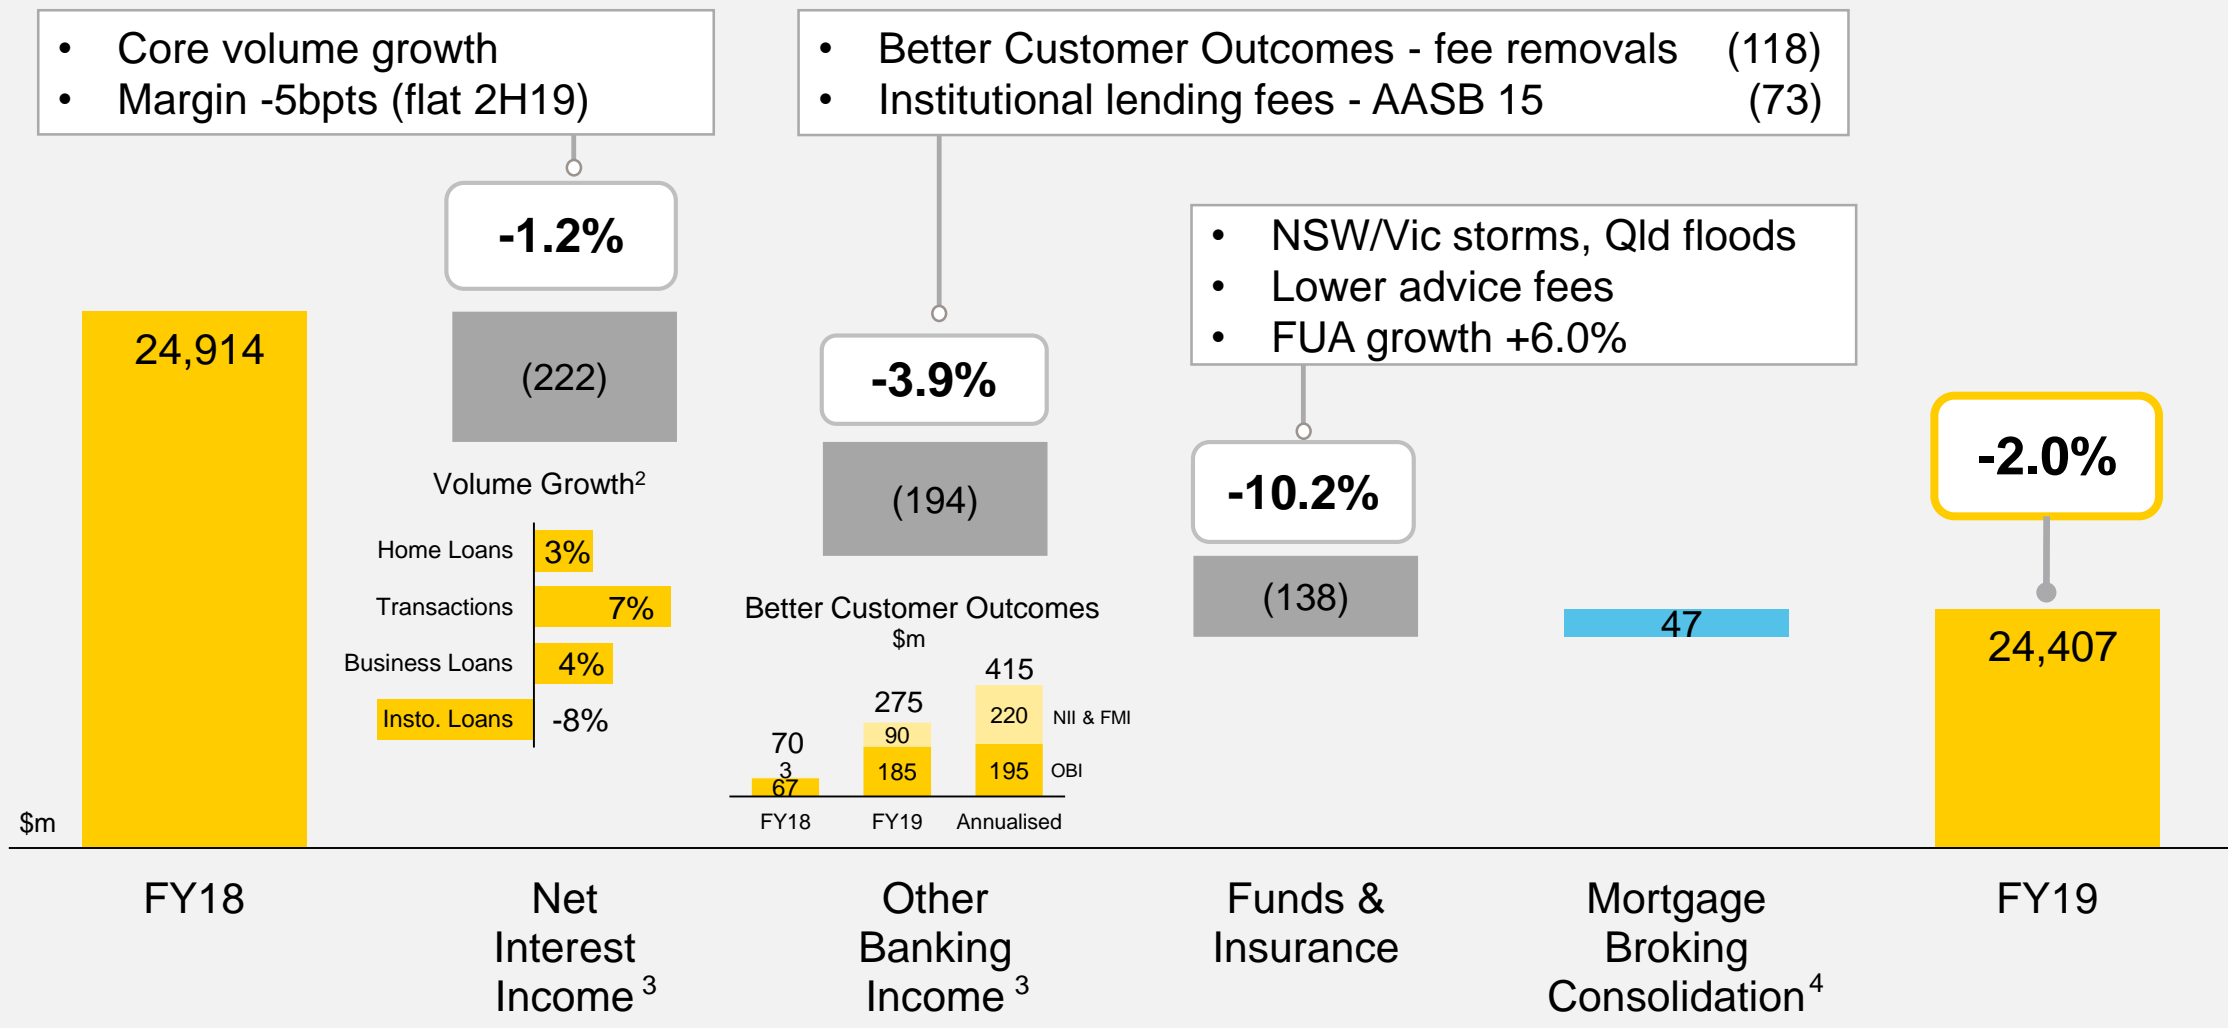 • Core volume growth
• Margin -5bpts (flat 2H19)
• Better Customer Outcomes - fee removals (118)
• Institutional lending fees - AASB 15 (73)
-1.2%
• NSW/Vic storms, Qld floods
• Lower advice fees
• FUA growth +6.0%
24,914
(222)
-3.9%
-10.2%
-2.0%
Volume Growth2
Home Loans 3%
Transactions 7%
Business Loans 4%
Insto. Loans -8%
(194)
Better Customer Outcomes
$m
70
3
67
275
90
185
415
220 NII & FMI
195 OBI
FY18 FY19 Annualised
(138)
47
24,407
$m
FY18
Net
Interest
Income 3
Other
Banking
Income 3
Funds &
Insurance
Mortgage
Broking
Consolidation 4
FY19